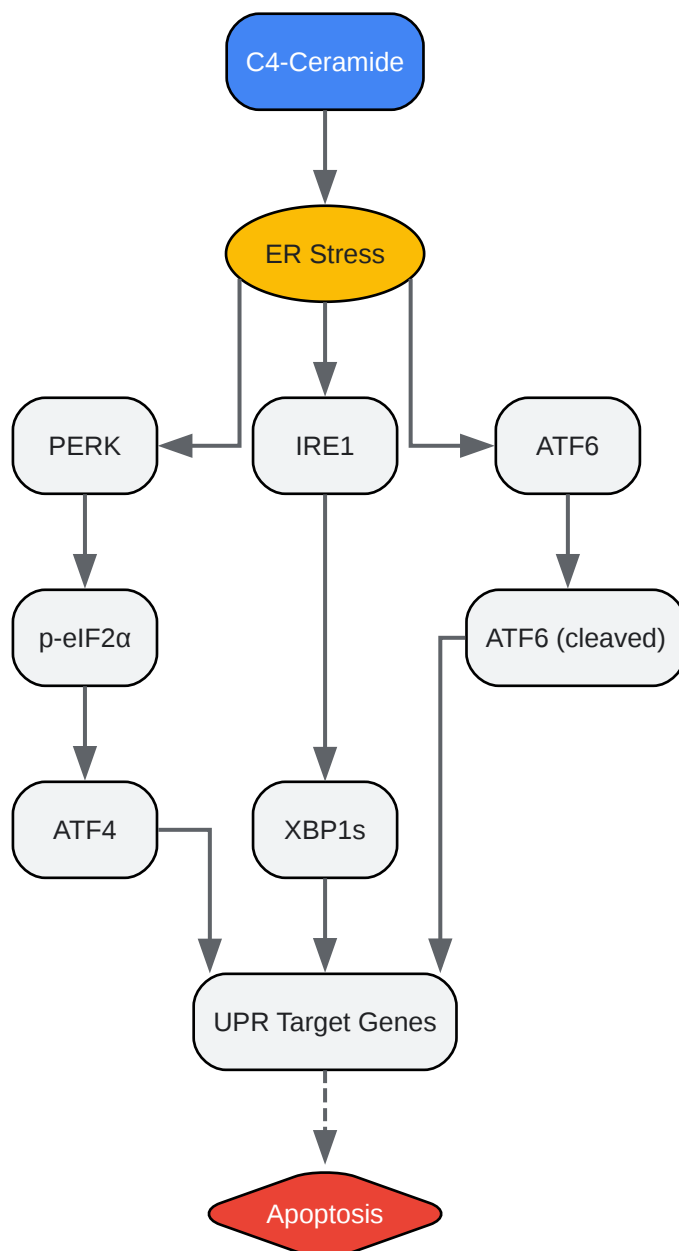 C4-Ceramide
ER Stress
PERK
IRE1
ATF6
p-eIF2α
ATF6 (cleaved)
ATF4
XBP1s
UPR Target Genes
Apoptosis